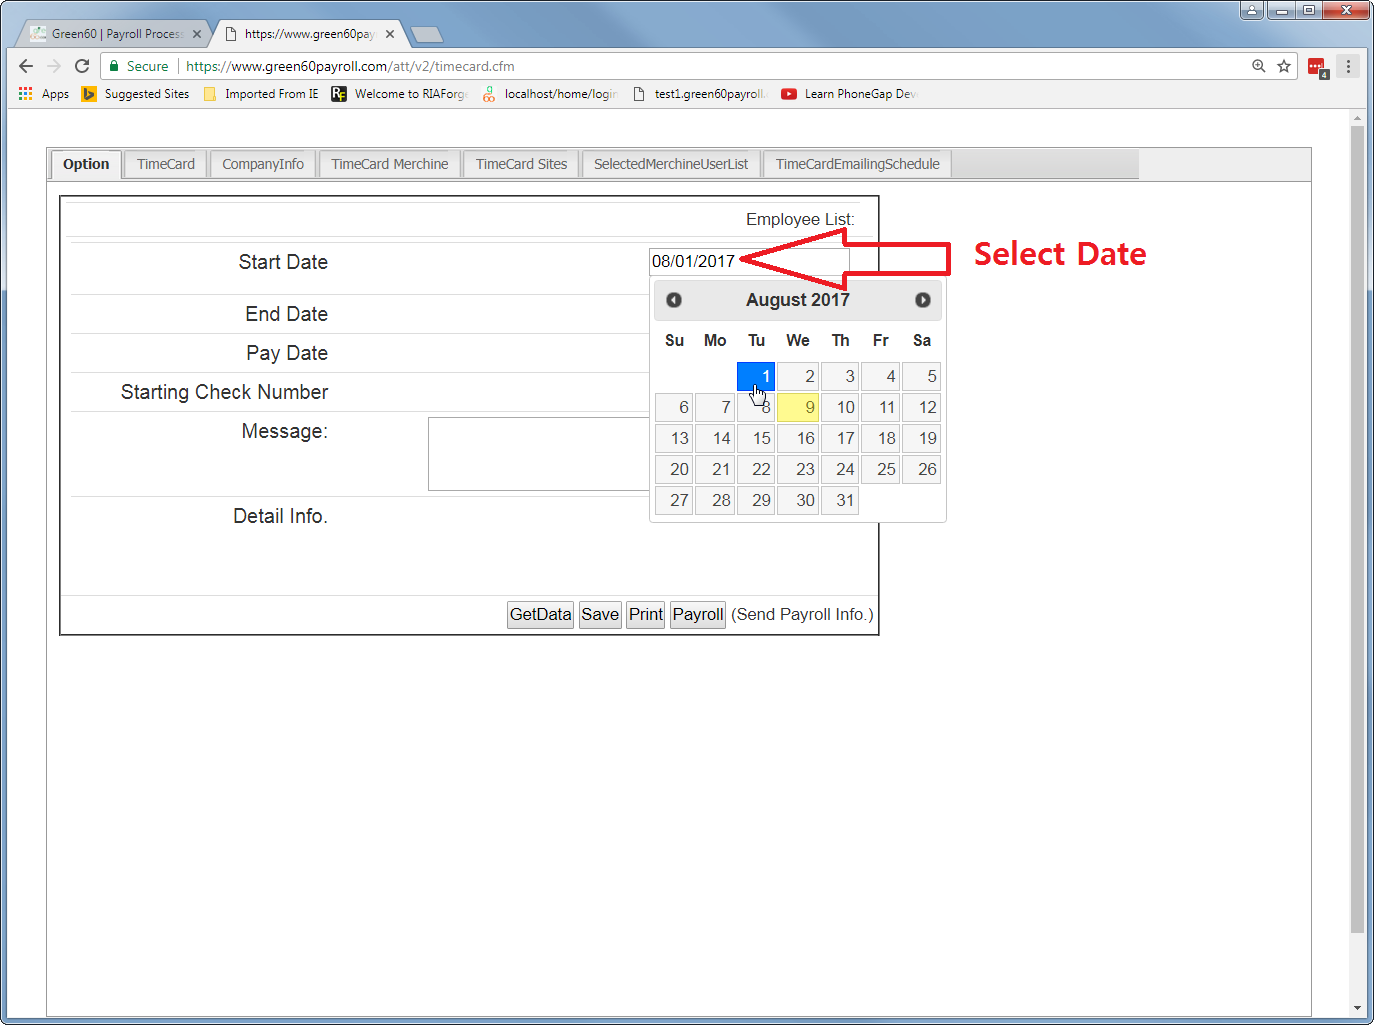 Green60 | Payroll Process
https://www.green60pay
Secure https://www.green60payroll.com/att/v2/timecard.cfm
4
Apps Suggested Sites Imported From IE Welcome to RIAForg localhost/home/login test1.green60payroll. Learn PhoneGap Dev
Option TimeCard CompanyInfo TimeCard Merchine TimeCard Sites SelectedMerchineUserList TimeCardEmailingSchedule
Employee List:
Start Date 08/01/2017 Select Date
August 2017
Su Mo Tu We Th Fr Sa
1 2 3 4 5
6 7 8 9 10 11 12
13 14 15 16 17 18 19
20 21 22 23 24 25 26
27 28 29 30 31
End Date
Pay Date
Starting Check Number
Message:
Detail Info.
GetData Save Print Payroll (Send Payroll Info.)